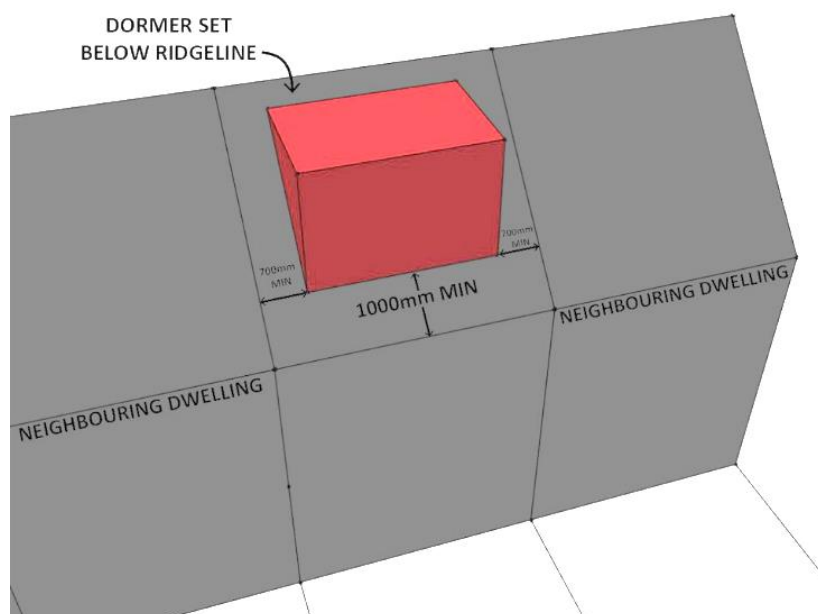 DORMER SET
BELOW RIDGELINE
700mm
MIN
700mm
MIN
1000mm MIN
NEIGHBOURING DWELLING
NEIGHBOURING DWELLING